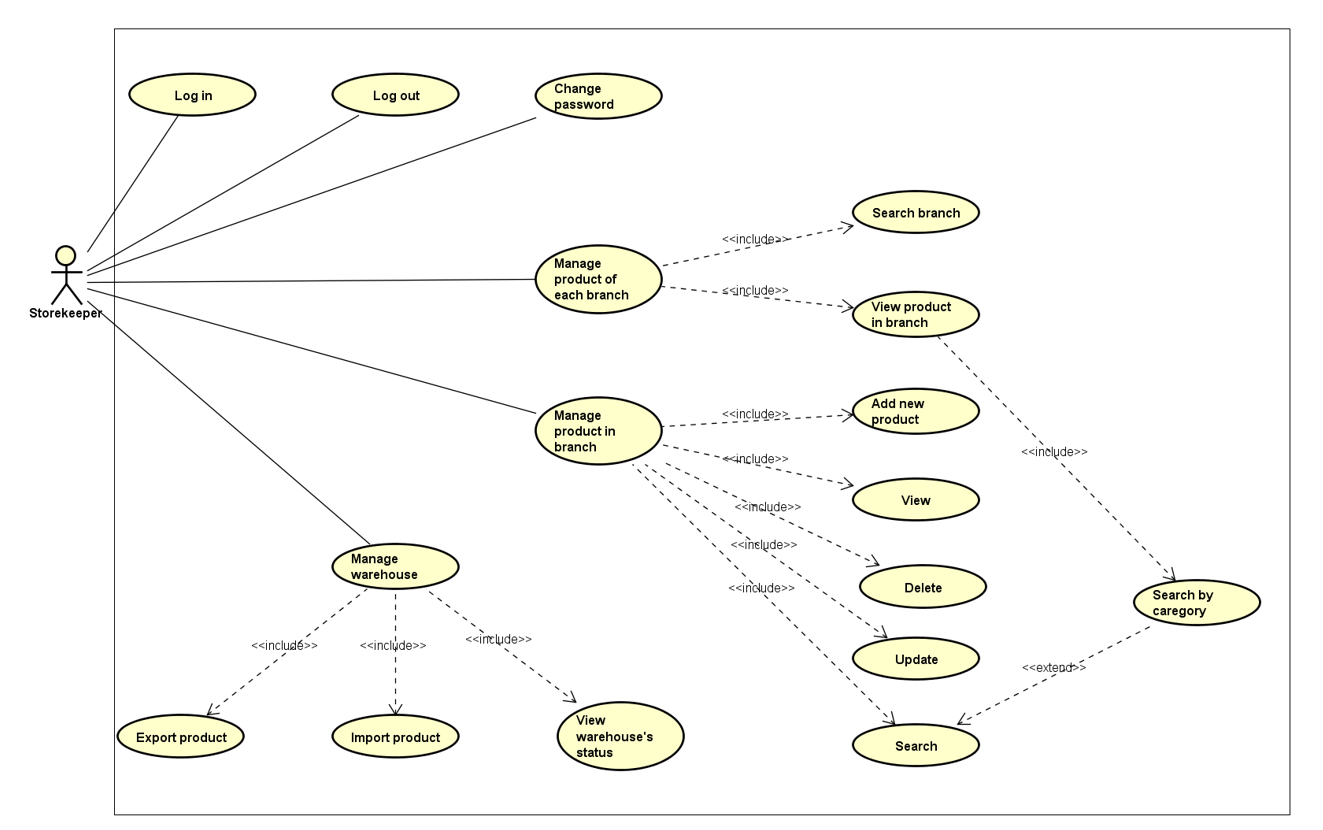 Log in
Log out
Change
password
Search branch
<<include>>
Manage
product of
each branch
<<include>>
View product
in branch
Storekeeper
Add new
product
<<include>>
Manage
product in
branch
<<include>>
<<include>>
View
<<include>>
<<include>>
Manage
warehouse
<<include>>
Delete
Search by
caregory
<<include>>
<<include>>
<<include>>
Update
<<extend>>
Export product
Import product
View
warehouse's
status
Search